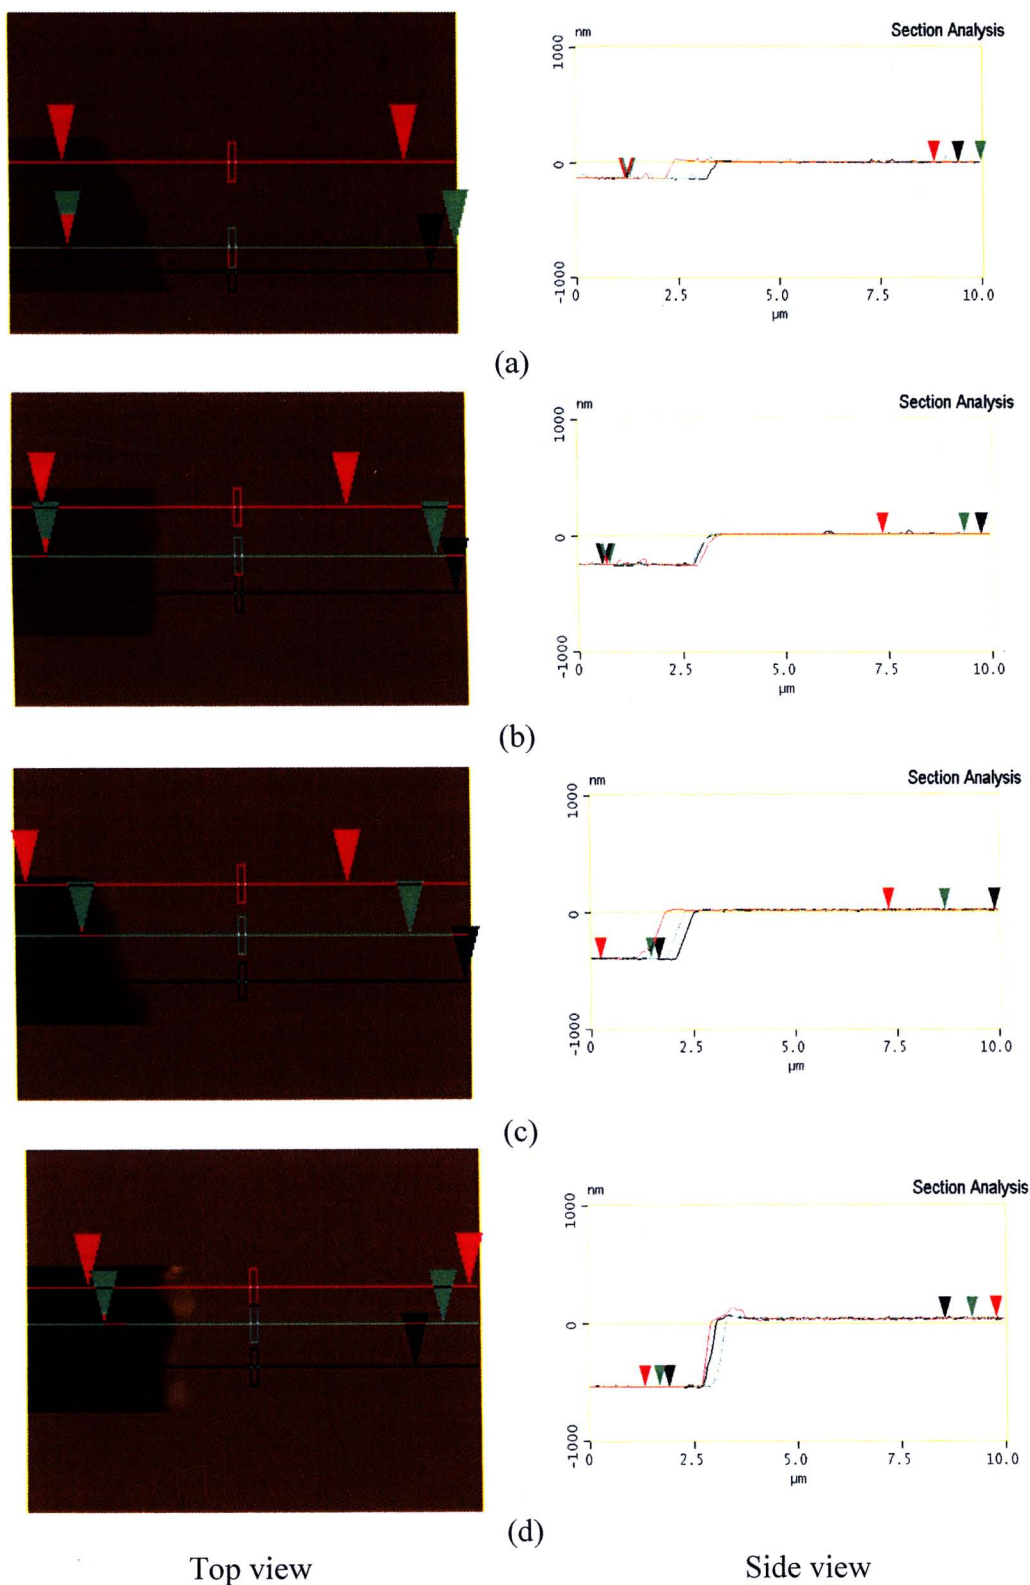 nm Section Analysis
1000
0
-1000
0 2.5 5.0 7.5 10.0
µm
(a)
nm Section Analysis
1000
0
-1000
0 2.5 5.0 7.5 10.0
µm
(b)
nm Section Analysis
1000
0
-1000
0 2.5 5.0 7.5 10.0
µm
(c)
nm Section Analysis
1000
0
-1000
0 2.5 5.0 7.5 10.0
µm
(d)
Top view Side view